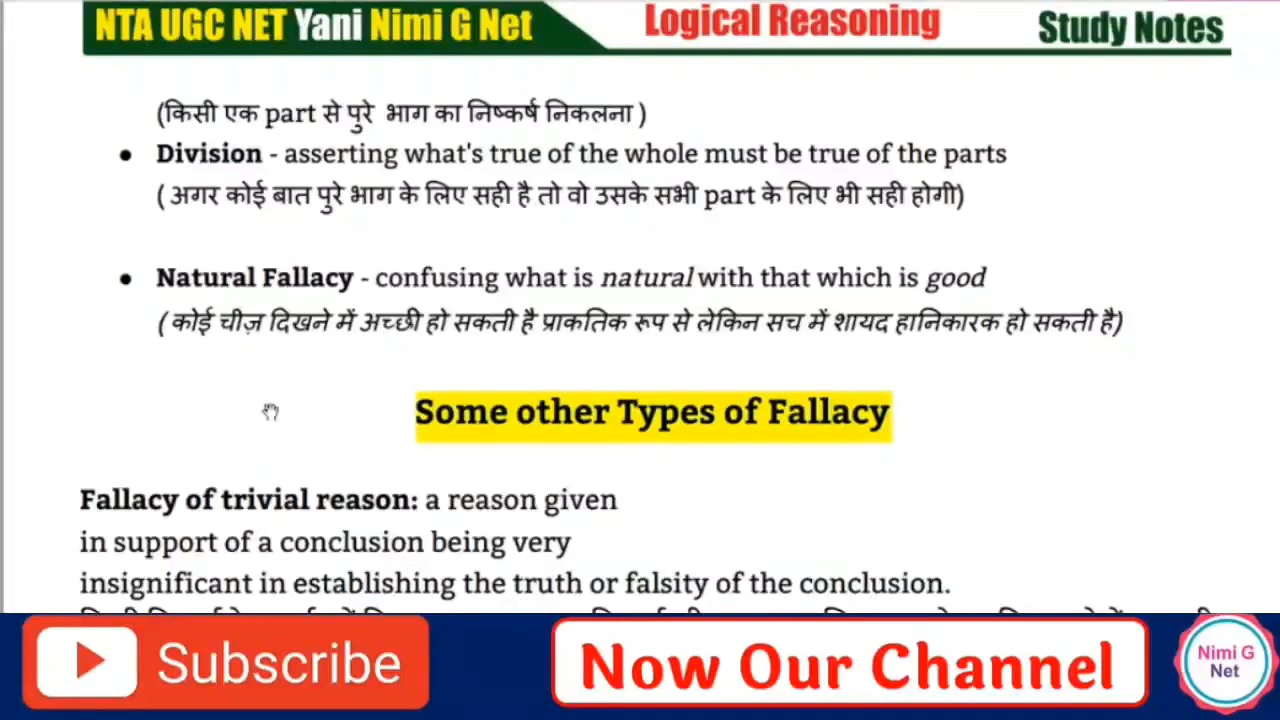 NTA UGC NET Yani Nimi G Net
Logical Reasoning
Study Notes
(किसी एक part से पुरे भाग का निष्कर्ष निकलना )
● Division - asserting what's true of the whole must be true of the parts
( अगर कोई बात पुरे भाग के लिए सही है तो वो उसके सभी part के लिए भी सही होगी)
● Natural Fallacy - confusing what is natural with that which is good
( कोई चीज़ दिखने में अच्छी हो सकती है प्राकतिक रूप से लेकिन सच में शायद हानिकारक हो सकती है)
Some other Types of Fallacy
Fallacy of trivial reason: a reason given
in support of a conclusion being very
insignificant in establishing the truth or falsity of the conclusion.
Subscribe
Now Our Channel
Nimi G
Net